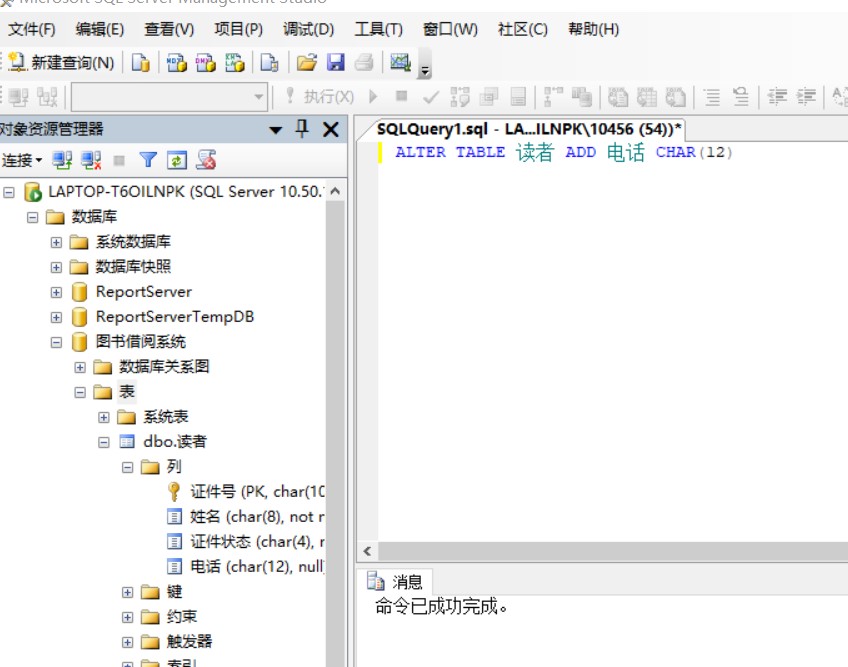 Microsoft SQL Server Management Studio
文件(F) 编辑(E) 查看(V) 项目(P) 调试(D) 工具(T) 窗口(W) 社区(C) 帮助(H)
新建查询(N)
执行(X)
对象资源管理器
SQLQuery1.sql - LA...ILNPK\10456 (54))*
连接
ALTER TABLE 读者 ADD 电话 CHAR(12)
LAPTOP-T6OILNPK (SQL Server 10.50.
数据库
系统数据库
数据库快照
ReportServer
ReportServerTempDB
图书借阅系统
数据库关系图
表
系统表
dbo.读者
列
证件号 (PK, char(10
姓名 (char(8), not n
证件状态 (char(4), n
电话 (char(12), null)
键
约束
触发器
索引
消息
命令已成功完成。